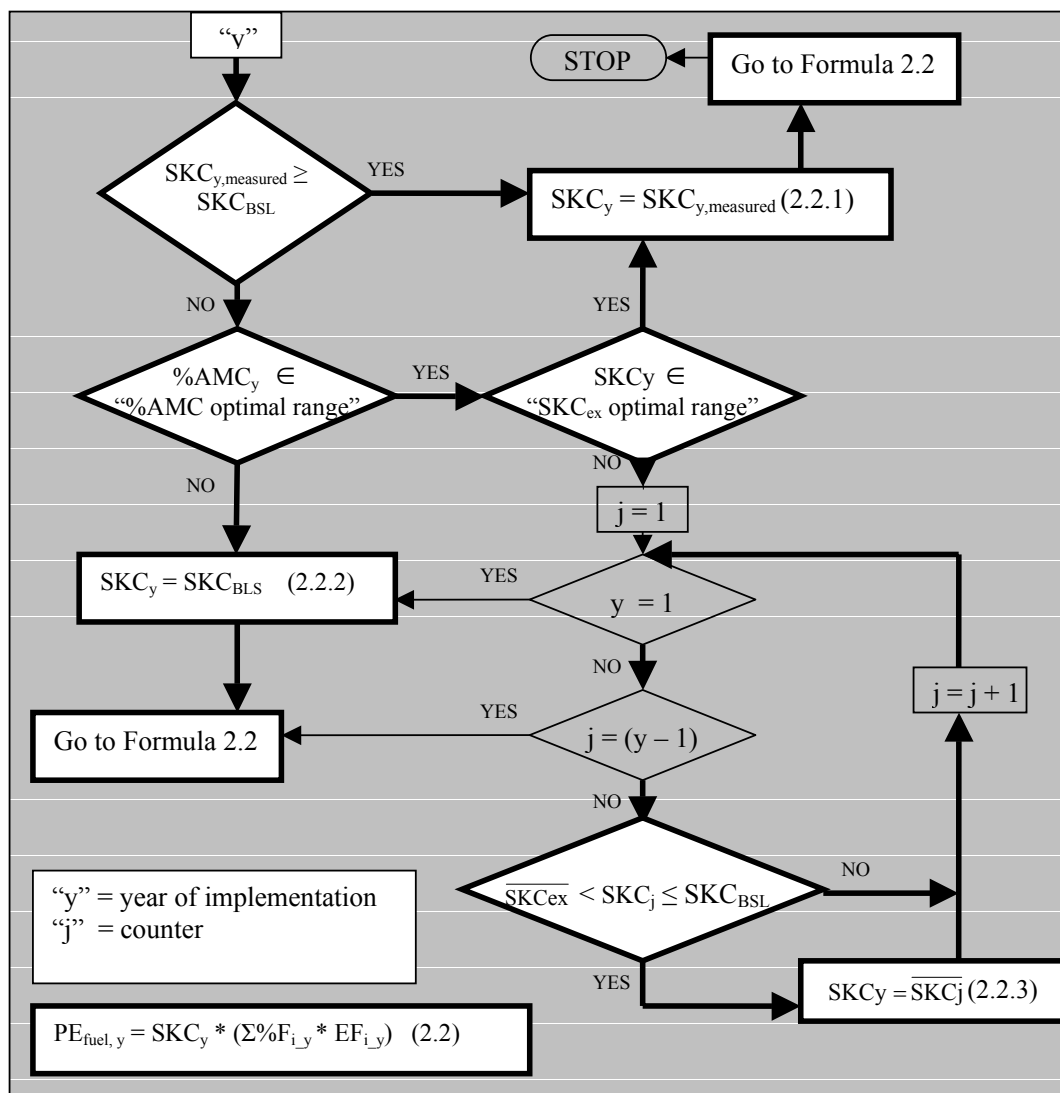 “y”
STOP
Go to Formula 2.2
SKCy,measured ≥
SKCBSL
YES
SKCy = SKCy,measured (2.2.1)
NO
YES
%AMCy ∈
“%AMC optimal range”
YES
SKCy ∈
“SKCex optimal range”
NO
NO
j = 1
SKCy = SKCBLS (2.2.2)
YES
y = 1
NO
j = j + 1
Go to Formula 2.2
YES
j = (y – 1)
NO
SKCex < SKCj ≤ SKCBSL
NO
“y” = year of implementation
“j” = counter
YES
SKCy = SKCj (2.2.3)
PEfuel, y = SKCy * (Σ%Fi_y * EFi_y) (2.2)